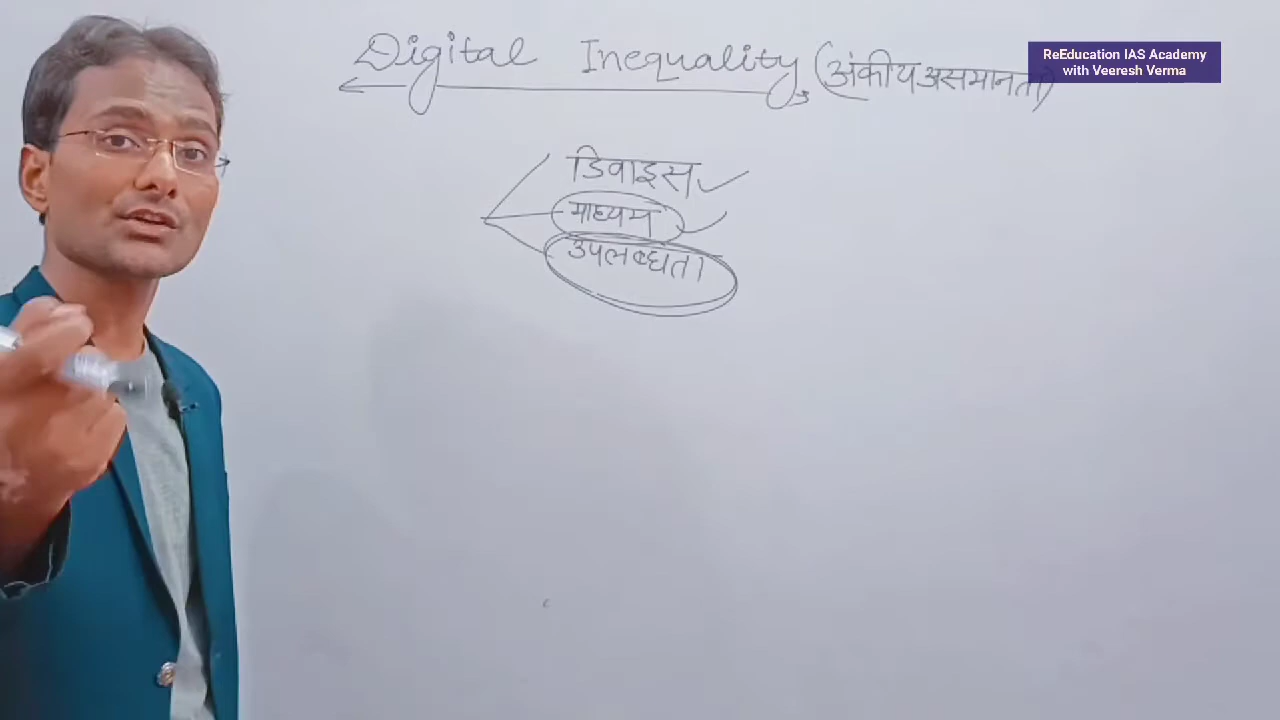 Digital Inequality (अंकीय असमानता)
ReEducation IAS Academy
with Veeresh Verma
डिवाइस
माध्यम
उपलब्धता